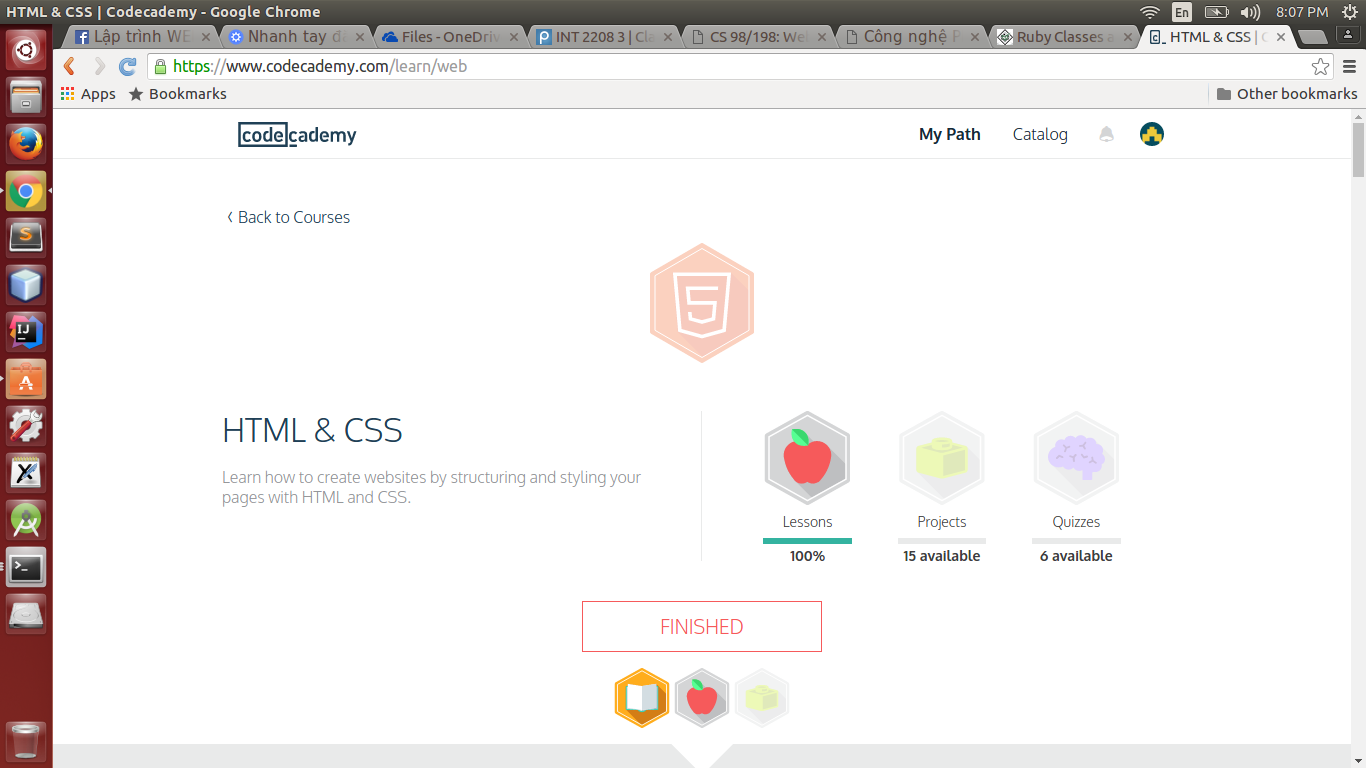 HTML & CSS | Codecademy - Google Chrome
En
8:07 PM
Lập trình WE
Nhanh tay đă
Files - OneDriv
INT 2208 3 | Cla
CS 98/198: Wel
Công nghệ P
Ruby Classes a
HTML & CSS | C
https://www.codecademy.com/learn/web
Apps
Bookmarks
Other bookmarks
codecademy
My Path
Catalog
Back to Courses
HTML & CSS
Learn how to create websites by structuring and styling your
pages with HTML and CSS.
Lessons
Projects
Quizzes
100%
15 available
6 available
FINISHED